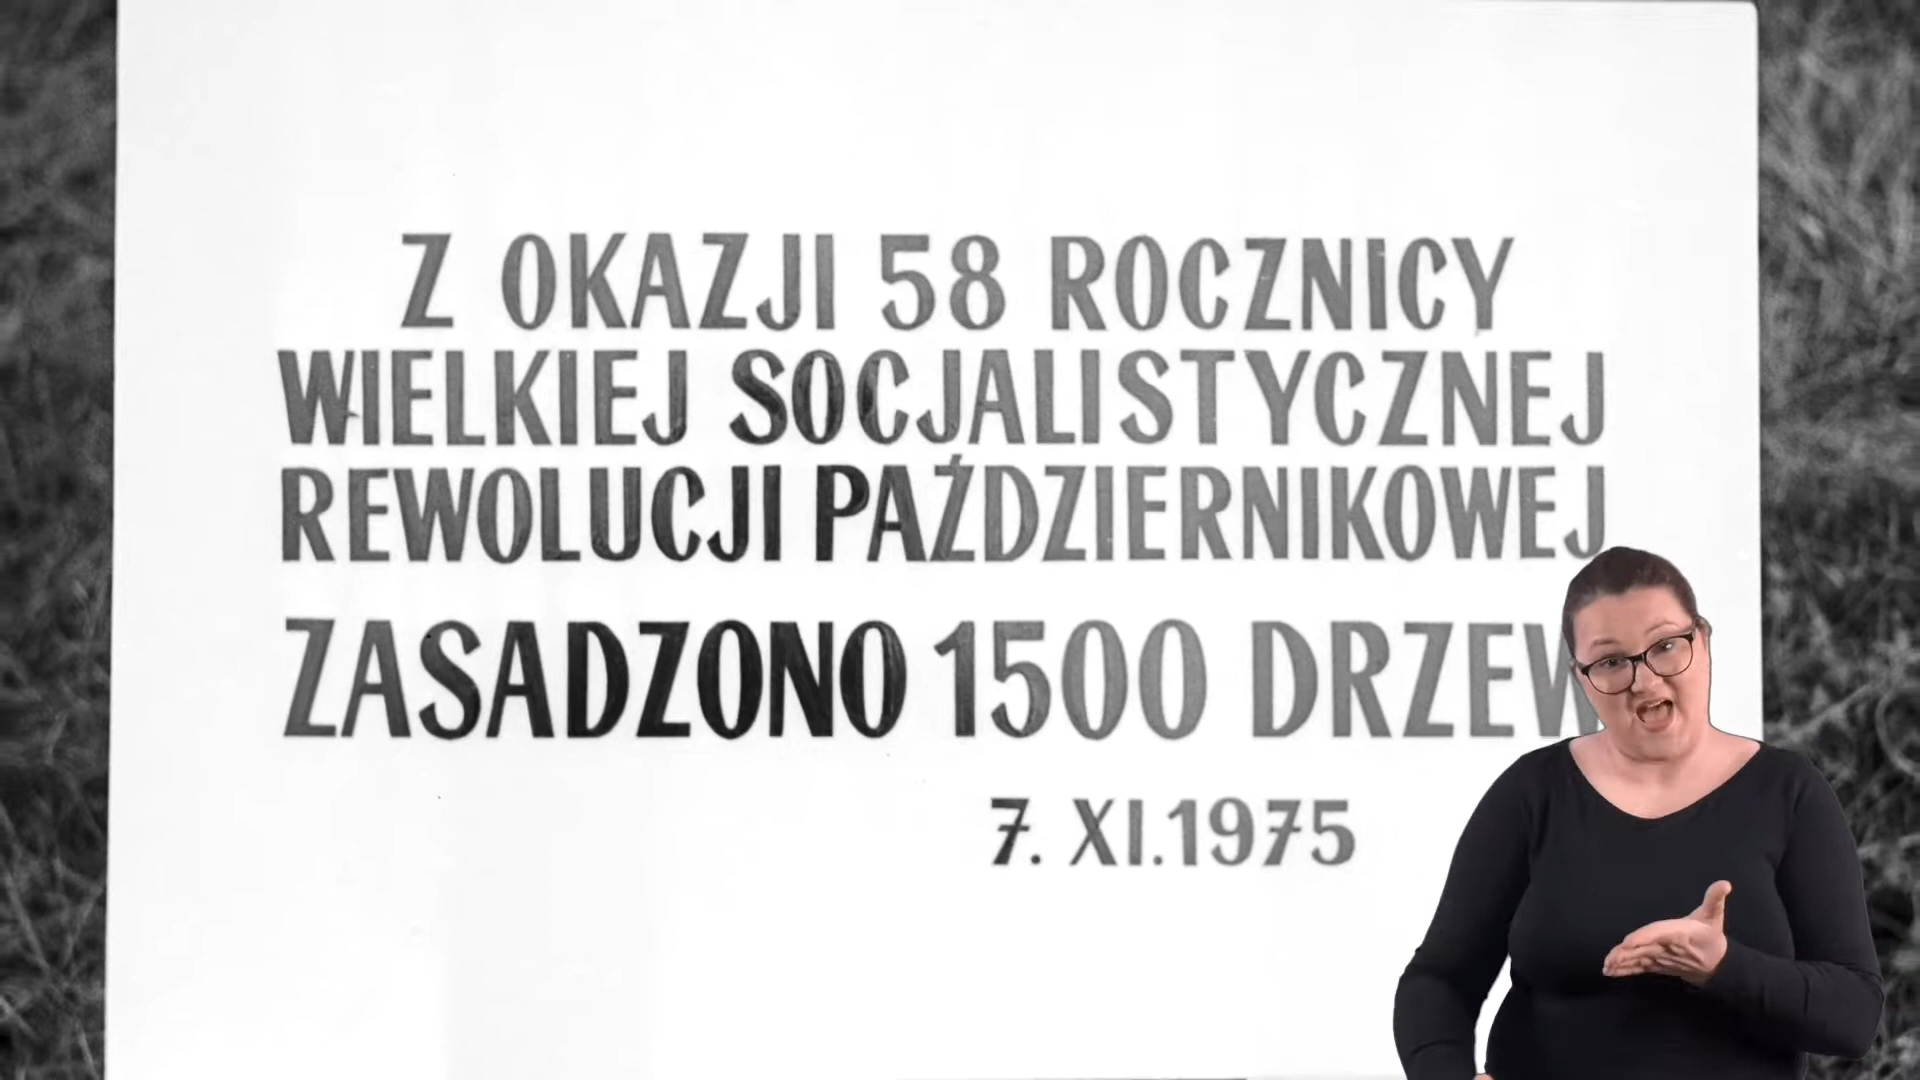 Z OKAZJI 58 ROCZNICY
WIELKIEJ SOCJALISTYCZNEJ
REWOLUCJI PAŹDZIERNIKOWEJ
ZASADZONO 1500 DRZEW
7. XI.1975